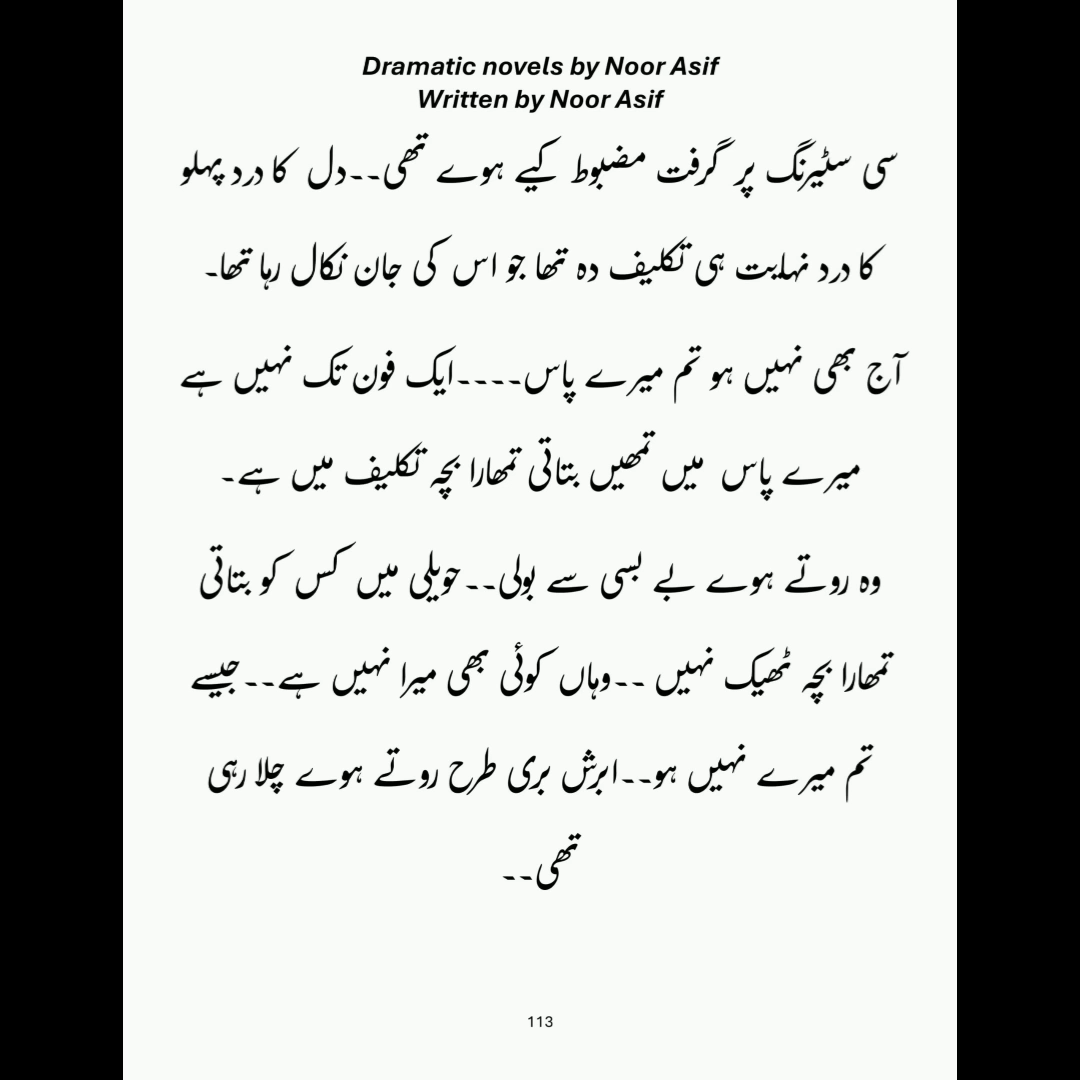 Dramatic novels by Noor Asif
Written by Noor Asif
سی سٹیرنگ پر گرفت مضبوط کیے ہوے تھی۔۔دل کا درد پہلو
کا درد نہایت ہی تکلیف دہ تھا جو اس کی جان نکال رہا تھا۔
آج بھی نہیں ہو تم میرے پاس۔۔۔۔ایک فون تک نہیں ہے
میرے پاس میں تمھیں بتاتی تمھارا بچہ تکلیف میں ہے۔
وہ روتے ہوے بے بسی سے بولی۔۔حویلی میں کس کو بتاتی
تمھارا بچہ ٹھیک نہیں ۔۔وہاں کوئی بھی میرا نہیں ہے۔۔جیسے
تم میرے نہیں ہو۔۔ابرش بری طرح روتے ہوے چلا رہی
تھی۔۔
113